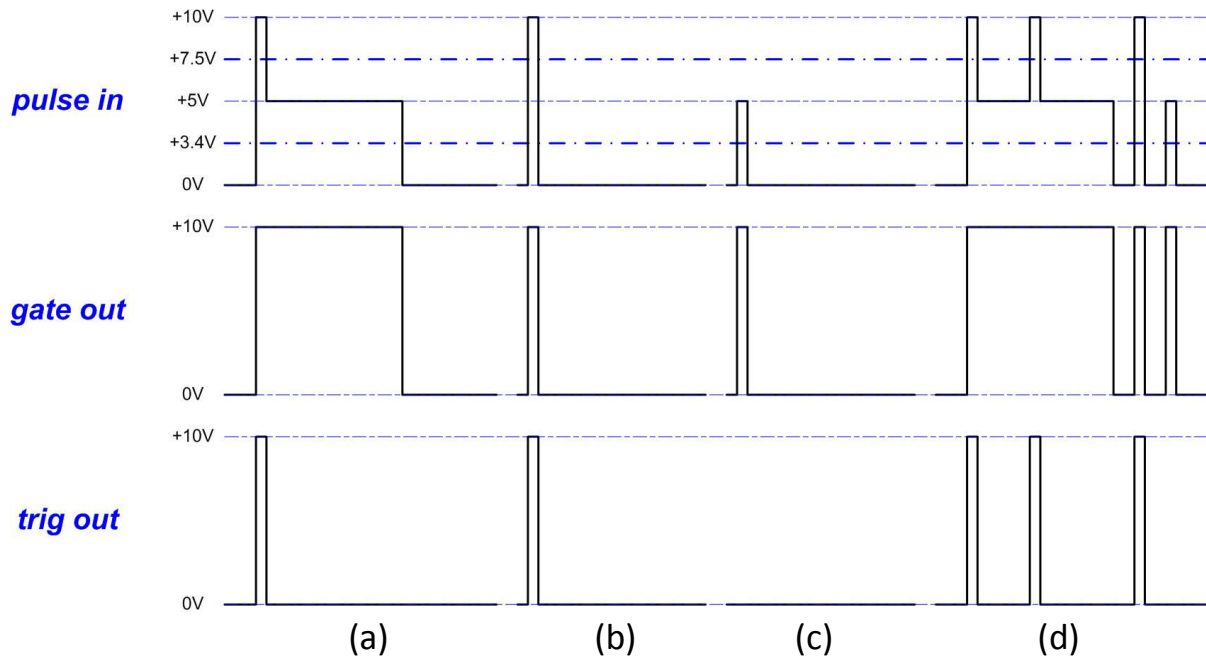 +10V
+7.5V
pulse in
+5V
+3.4V
0V
+10V
gate out
0V
+10V
trig out
0V
(a) (b) (c) (d)